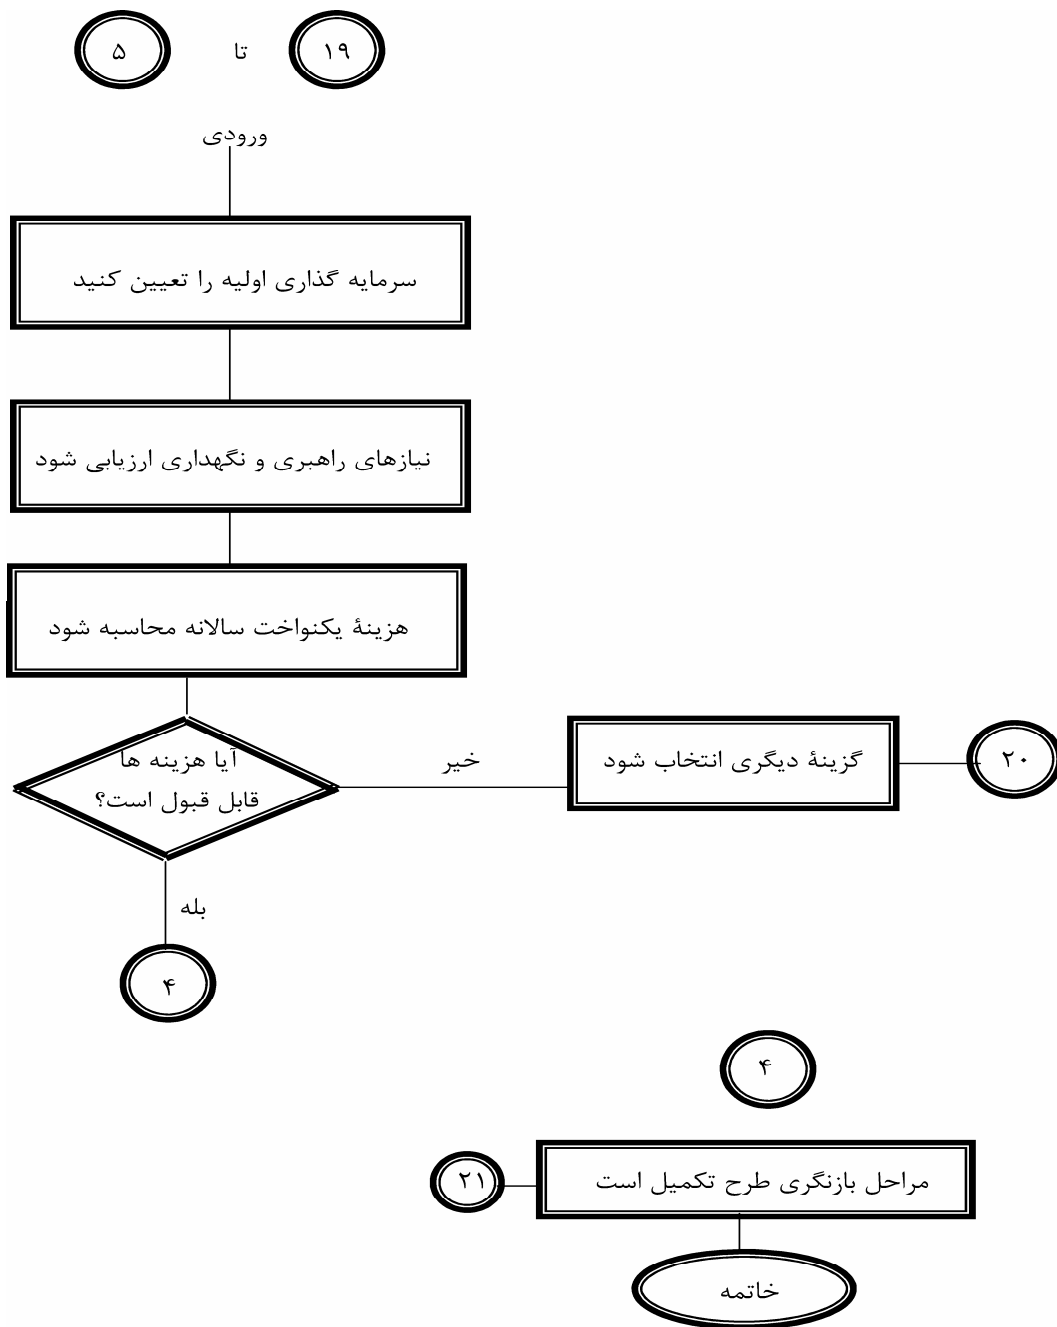 ۱۹ تا ۵
ورودی
سرمایه گذاری اولیه را تعیین کنید
نیازهای راهبری و نگهداری ارزیابی شود
هزینهٔ یکنواخت سالانه محاسبه شود
آیا هزینه ها
قابل قبول است؟
خیر
گزینهٔ دیگری انتخاب شود
۲۰
بله
۴
۴
مراحل بازنگری طرح تکمیل است
۲۱
خاتمه